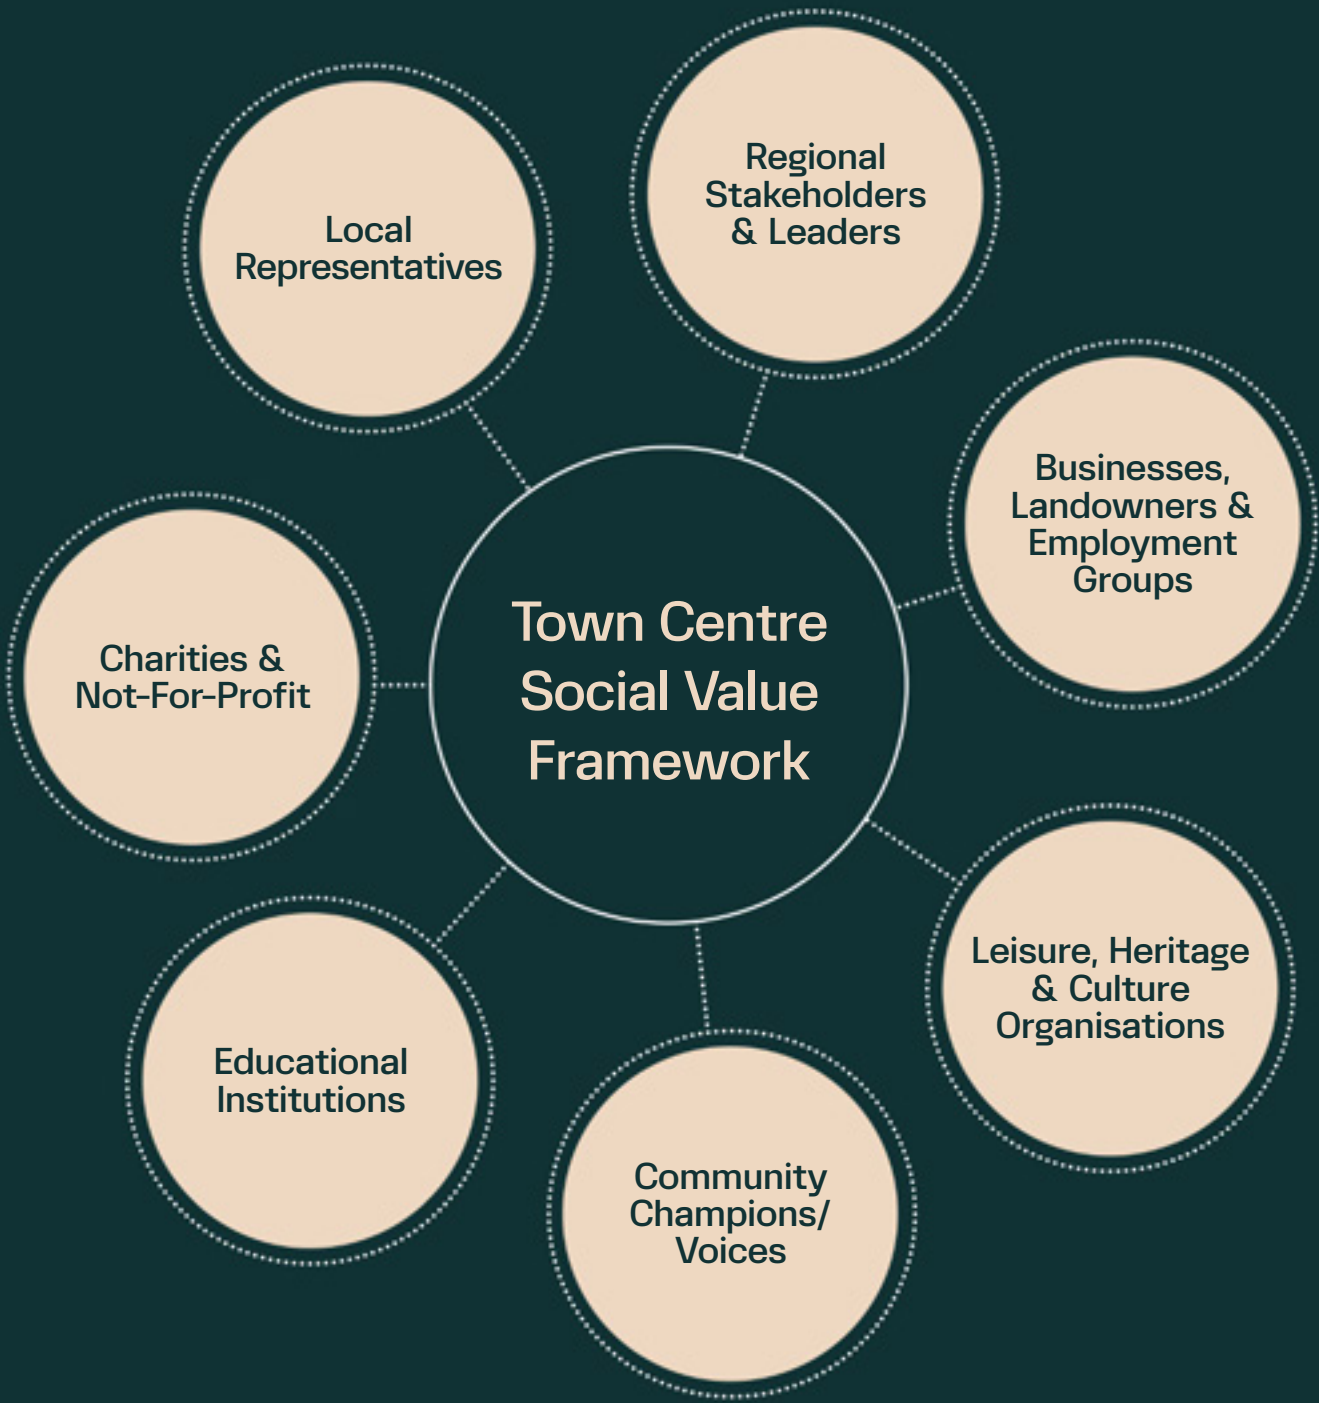 Regional
Stakeholders
& Leaders
Local
Representatives
Businesses,
Landowners &
Employment
Groups
Town Centre
Social Value
Framework
Charities &
Not-For-Profit
Leisure, Heritage
& Culture
Organisations
Educational
Institutions
Community
Champions/
Voices